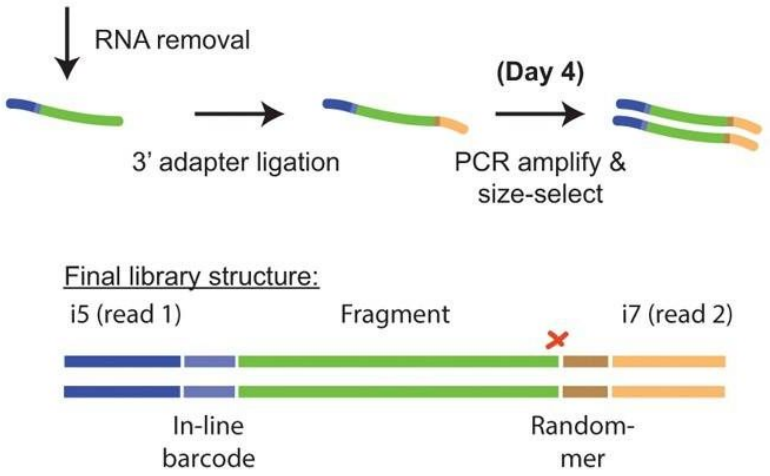 RNA removal
(Day 4)
3' adapter ligation
PCR amplify &
size-select
Final library structure:
i5 (read 1)
Fragment
i7 (read 2)
In-line
barcode
Random-
mer